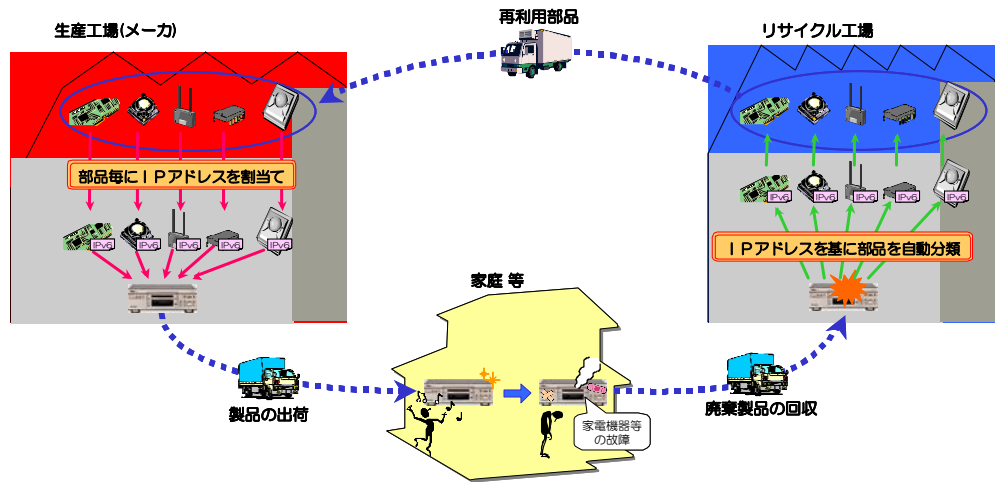 再利用部品
生産工場(メーカ)
リサイクル工場
部品毎にIPアドレスを割当て
IPv6 IPv6 IPv6 IPv6 IPv6
IPv6 IPv6 IPv6 IPv6 IPv6
IPアドレスを基に部品を自動分類
家庭 等
製品の出荷
廃棄製品の回収
家電機器等
の故障